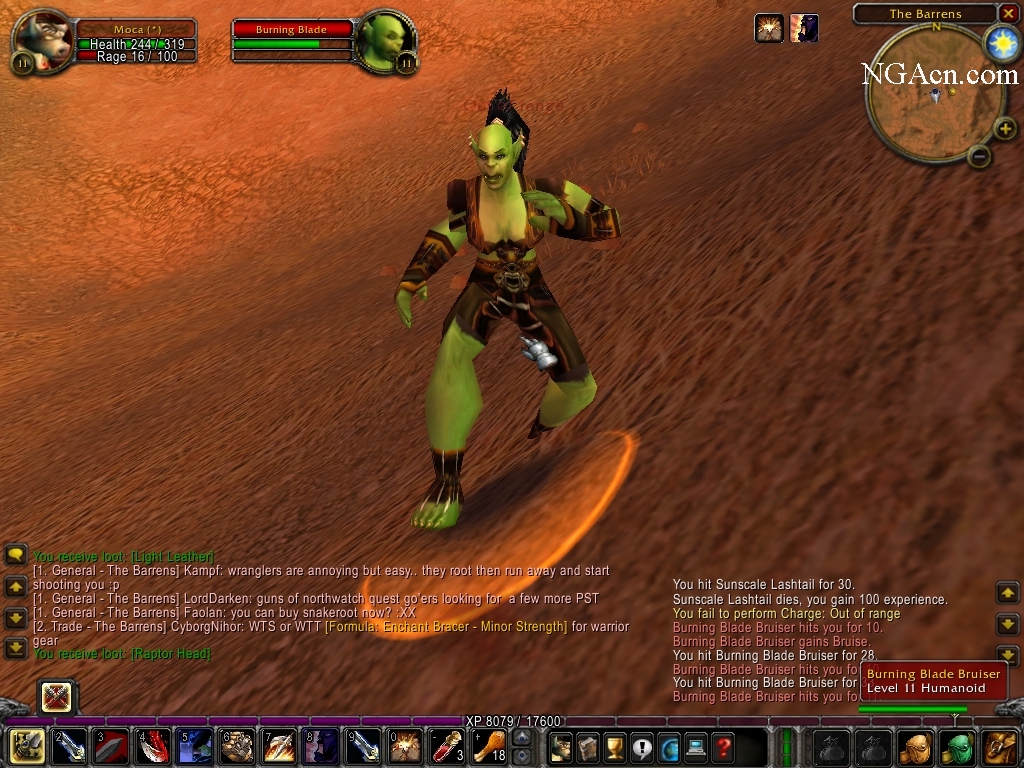 Moca (*)
Health 244 / 319
Rage 16 / 100
11
Burning Blade
11
The Barrens
N
NGAcn.com
You receive loot: [Light Leather]
[1. General - The Barrens] Kampf: wranglers are annoying but easy.. they root then run away and start
shooting you :p
[1. General - The Barrens] LordDarken: guns of northwatch quest go'ers looking for a few more PST
[1. General - The Barrens] Faolan: you can buy snakeroot now? :XX
[2. Trade - The Barrens] CyborgNihor: WTS or WTT [Formula: Enchant Bracer - Minor Strength] for warrior
gear
You receive loot: [Raptor Head]
You hit Sunscale Lashtail for 30.
Sunscale Lashtail dies, you gain 100 experience.
You fail to perform Charge: Out of range
Burning Blade Bruiser hits you for 10.
Burning Blade Bruiser gains Bruise.
You hit Burning Blade Bruiser for 28.
Burning Blade Bruiser hits you fo
You hit Burning Blade Bruiser for
Burning Blade Bruiser hits you fo
Burning Blade Bruiser
Level 11 Humanoid
XP 8079 / 17600
2 3 4 5 6 7 8 9 0 - 3 + 18